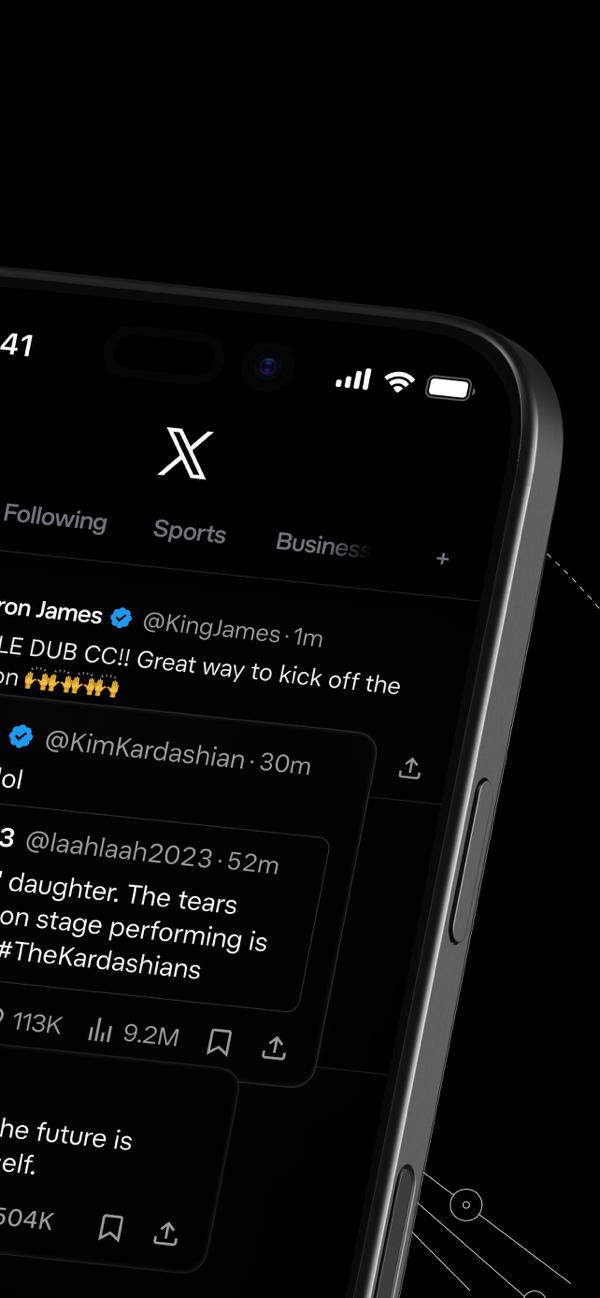 41
Following Sports Business +
ron James @KingJames · 1m
LE DUB CC!! Great way to kick off the
on 🙌🙌🙌🙌
@KimKardashian · 30m
lol
3 @laahlaah2023 · 52m
' daughter. The tears
on stage performing is
#TheKardashians
113K 9.2M
he future is
self.
504K